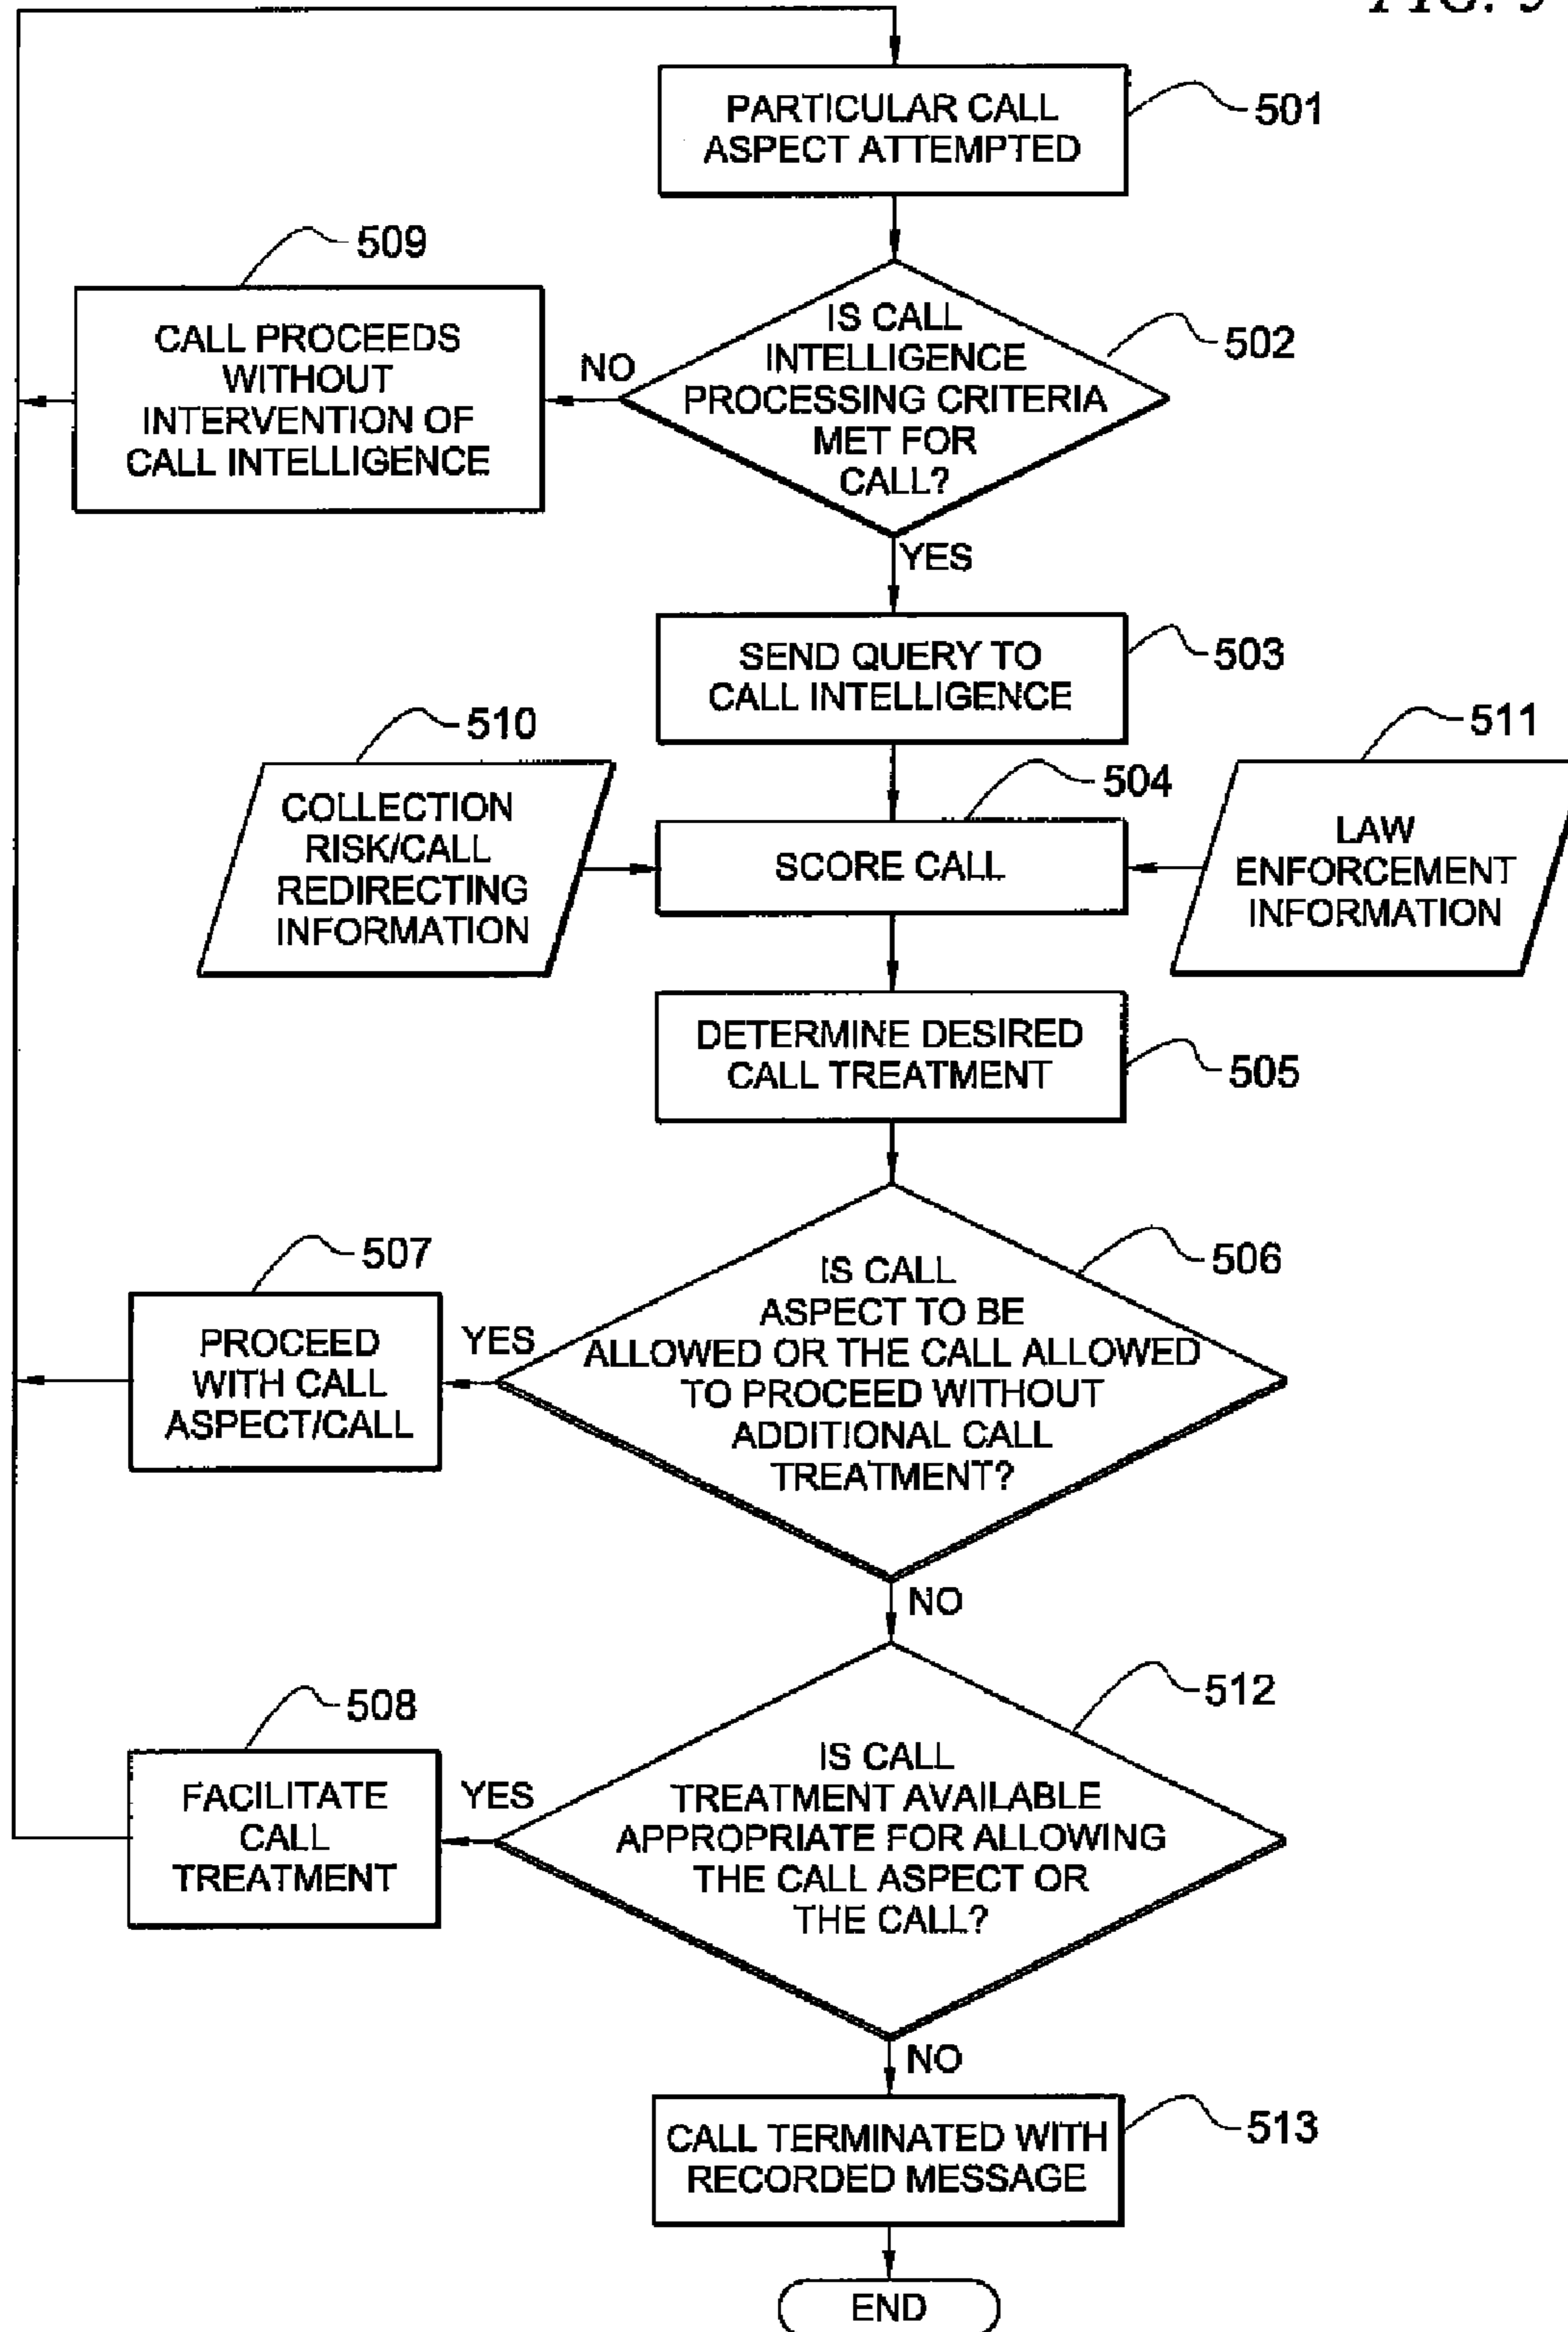 PARTICULAR CALL
ASPECT ATTEMPTED
501
509
CALL PROCEEDS
WITHOUT
INTERVENTION OF
CALL INTELLIGENCE
NO
IS CALL
INTELLIGENCE
PROCESSING CRITERIA
MET FOR
CALL?
502
YES
SEND QUERY TO
CALL INTELLIGENCE
503
510
COLLECTION
RISK/CALL
REDIRECTING
INFORMATION
504
SCORE CALL
511
LAW
ENFORCEMENT
INFORMATION
DETERMINE DESIRED
CALL TREATMENT
505
507
PROCEED
WITH CALL
ASPECT/CALL
YES
IS CALL
ASPECT TO BE
ALLOWED OR THE CALL ALLOWED
TO PROCEED WITHOUT
ADDITIONAL CALL
TREATMENT?
506
NO
508
FACILITATE
CALL
TREATMENT
YES
IS CALL
TREATMENT AVAILABLE
APPROPRIATE FOR ALLOWING
THE CALL ASPECT OR
THE CALL?
512
NO
CALL TERMINATED WITH
RECORDED MESSAGE
513
END